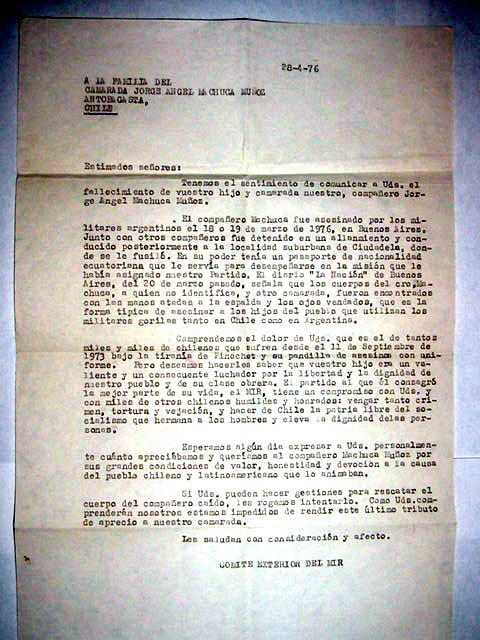 28-4-76
A LA FAMILIA DEL
CAMARADA JORGE ANGEL MACHUCA MUÑOZ
ANTOFAGASTA,
CHILE
Estimados señores:
Tenemos el sentimiento de comunicar a Uds. el
fallecimiento de vuestro hijo y camarada nuestro, compañero Jor-
ge Angel Machuca Muñoz.
. El compañero Machuca fue asesinado por los mi-
litares argentinos el 18 o 19 de marzo de 1976, en Buenos Aires.
Junto con otros compañeros fue detenido en un allanamiento y con-
ducido posteriormente a la localidad suburbana de Ciudadela, don-
de se le fusiló. En su poder tenía un pasaporte de nacionalidad
ecuatoriana que le servía para desempeñarse en la misión que le
había asignado nuestro Partido. El diario "La Nación" de Buenos
Aires, del 20 de marzo pasado, señala que los cuerpos del cro.Ma-
chuca, a quien no identifica, y otro camarada, fueron encontrados
con las manos atadas a la espalda y los ojos vendados, que es la
forma típica de asesinar a los hijos del pueblo que utilizan los
militares gorilas tanto en Chile como en Argentina.
Comprendemos el dolor de Uds. que es el de tantos
miles y miles de chilenos que sufren desde el 11 de Septiembre de
1973 bajo la tiranía de Pinochet y su pandilla de asesinos con uni-
forme. Pero deseamos hacerles saber que vuestro hijo era un va-
liente y un consecuente luchador por la libertad y la dignidad de
nuestro pueblo y de su clase obrera. El partido al que él consagró
la mejor parte de su vida, el MIR, tiene un compromiso con Uds. y
con miles de otros chilenos humildes y honrados: vengar tanto cri-
men, tortura y vejación, y hacer de Chile la patria libre del so-
cialismo que hermana a los hombres y eleva la dignidad delas per-
sonas.
Esperamos algún día expresar a Uds. personalmen-
te cuánto apreciábamos y queríamos al compañero Machuca Muñoz por
sus grandes condiciones de valor, honestidad y devoción a la causa
del pueblo chileno y latinoamericano que lo animaban.
Si Uds. pueden hacer gestiones para rescatar el
cuerpo del compañero caído, les rogamos intentarlo. Como Uds.com-
prenderán nosotros estamos impedidos de rendir este último tributo
de aprecio a nuestro camarada.
Les saludan con consideración y afecto.
COMITE EXTERIOR DEL MIR